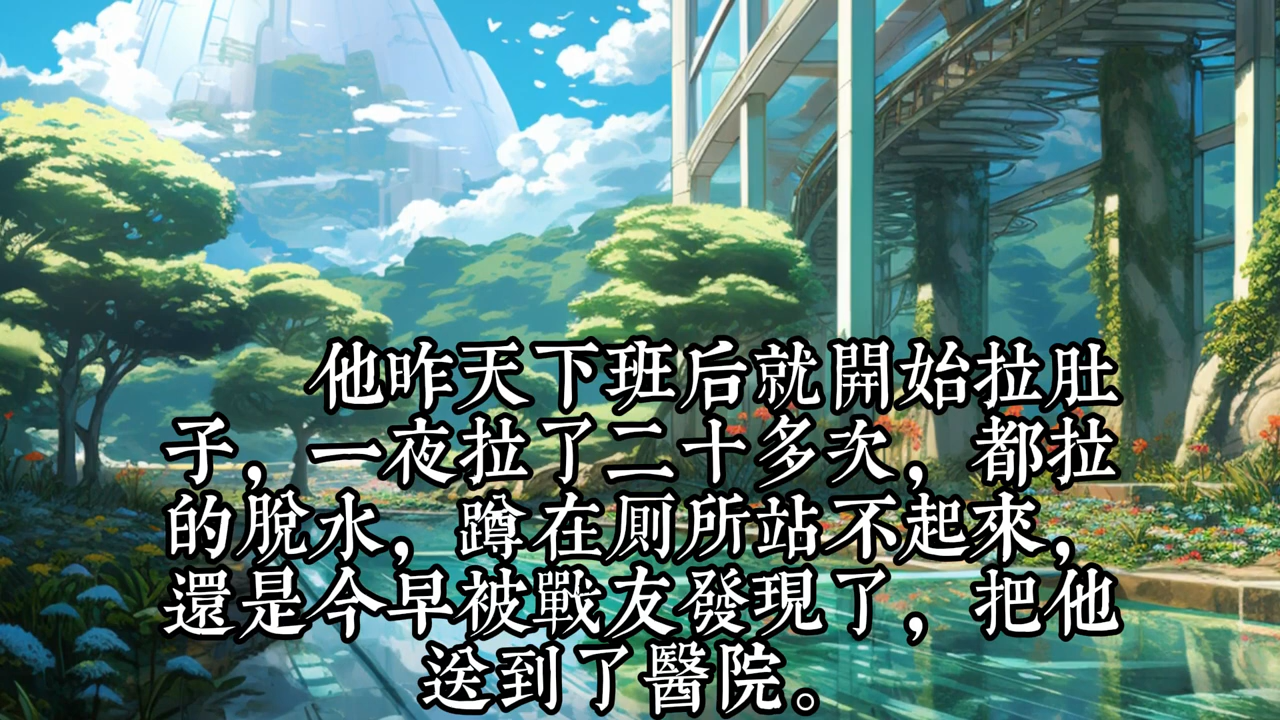 他昨天下班后就開始拉肚
子，一夜拉了二十多次，都拉
的脫水，蹲在厕所站不起來，
還是今早被戰友發現了，把他
送到了醫院。